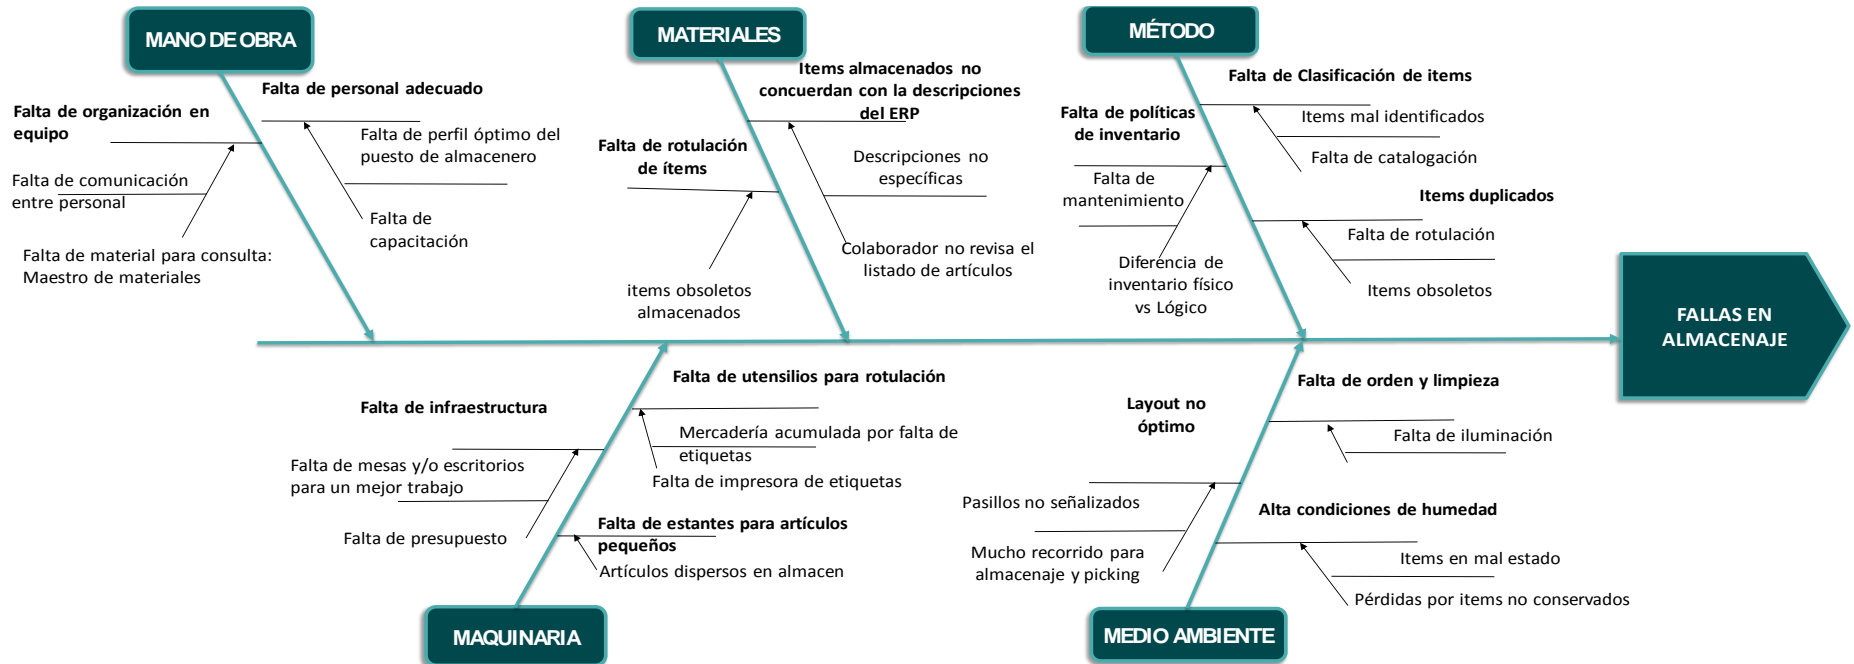 MANO DE OBRA
Falta de organización en
equipo
Falta de comunicación
entre personal
Falta de material para consulta:
Maestro de materiales
Falta de personal adecuado
Falta de perfil óptimo del
puesto de almacenero
Falta de
capacitación
MATERIALES
Falta de rotulación
de ítems
items obsoletos
almacenados
Items almacenados no
concuerdan con la descripciones
del ERP
Descripciones no
específicas
Colaborador no revisa el
listado de artículos
MÉTODO
Falta de políticas
de inventario
Falta de
mantenimiento
Diferencia de
inventario físico
vs Lógico
Falta de Clasificación de items
Items mal identificados
Falta de catalogación
Items duplicados
Falta de rotulación
Items obsoletos
FALLAS EN
ALMACENAJE
Falta de infraestructura
Falta de mesas y/o escritorios
para un mejor trabajo
Falta de presupuesto
Falta de utensilios para rotulación
Mercadería acumulada por falta de
etiquetas
Falta de impresora de etiquetas
Falta de estantes para artículos
pequeños
Artículos dispersos en almacen
MAQUINARIA
Layout no
óptimo
Pasillos no señalizados
Mucho recorrido para
almacenaje y picking
Falta de orden y limpieza
Falta de iluminación
Alta condiciones de humedad
Items en mal estado
Pérdidas por items no conservados
MEDIO AMBIENTE